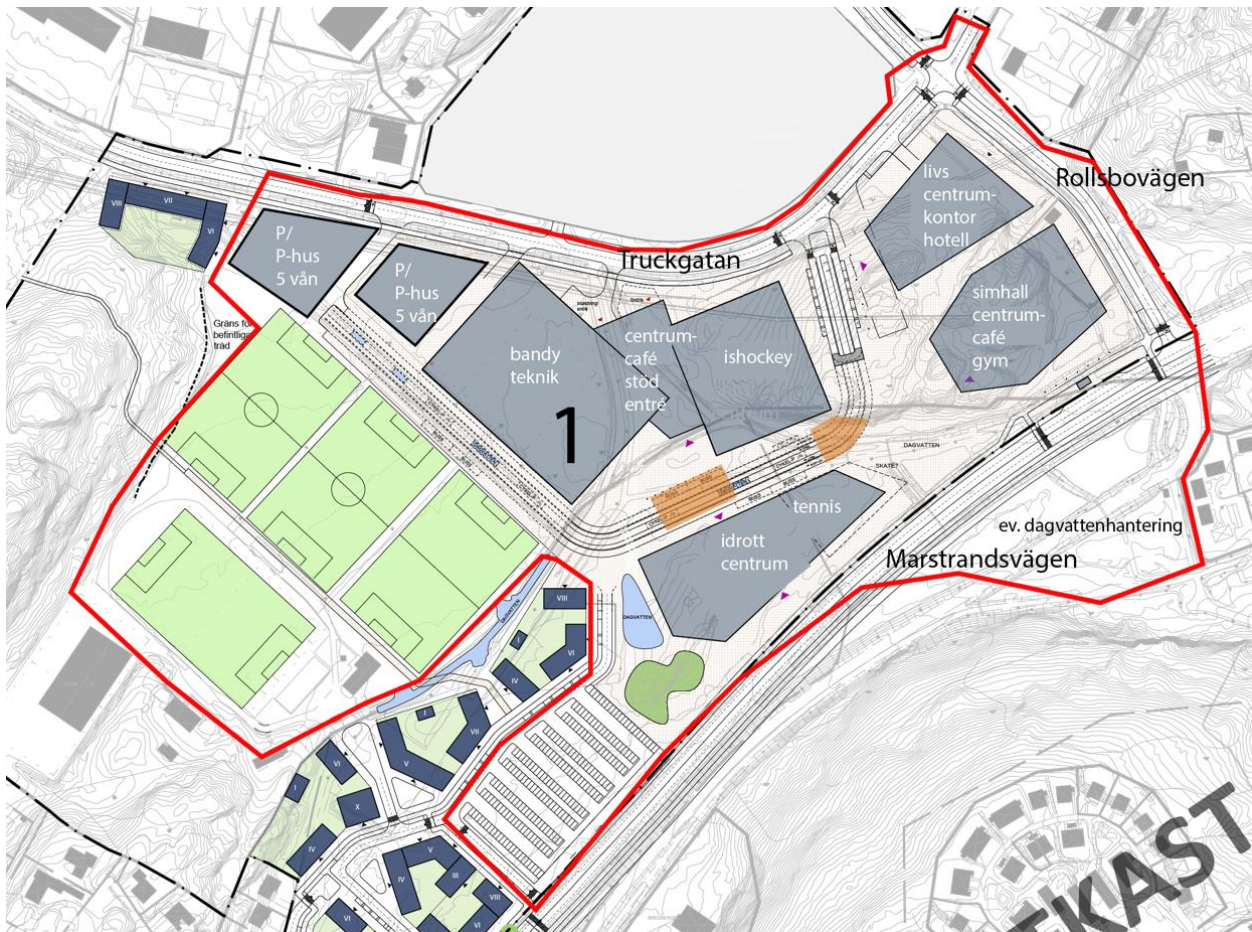 Rollsbovägen
livs
centrum-
kontor
hotell
VIII
VII
VI
P/
P-hus
5 vån
P/
P-hus
5 vån
Truckgatan
simhall
centrum-
café
gym
Gräns för
befintliga
träd
bandy
teknik
1
centrum-
café
stöd
entré
ishockey
DAGVATTEN
SKATE?
tennis
idrott
centrum
ev. dagvattenhantering
Marstrandsvägen
DAGVATTEN
DAGVATTEN
VIII
I
VI
IV
I
VII
V
VI
I
X
IV
V
IV
III
VIII
VI
VI